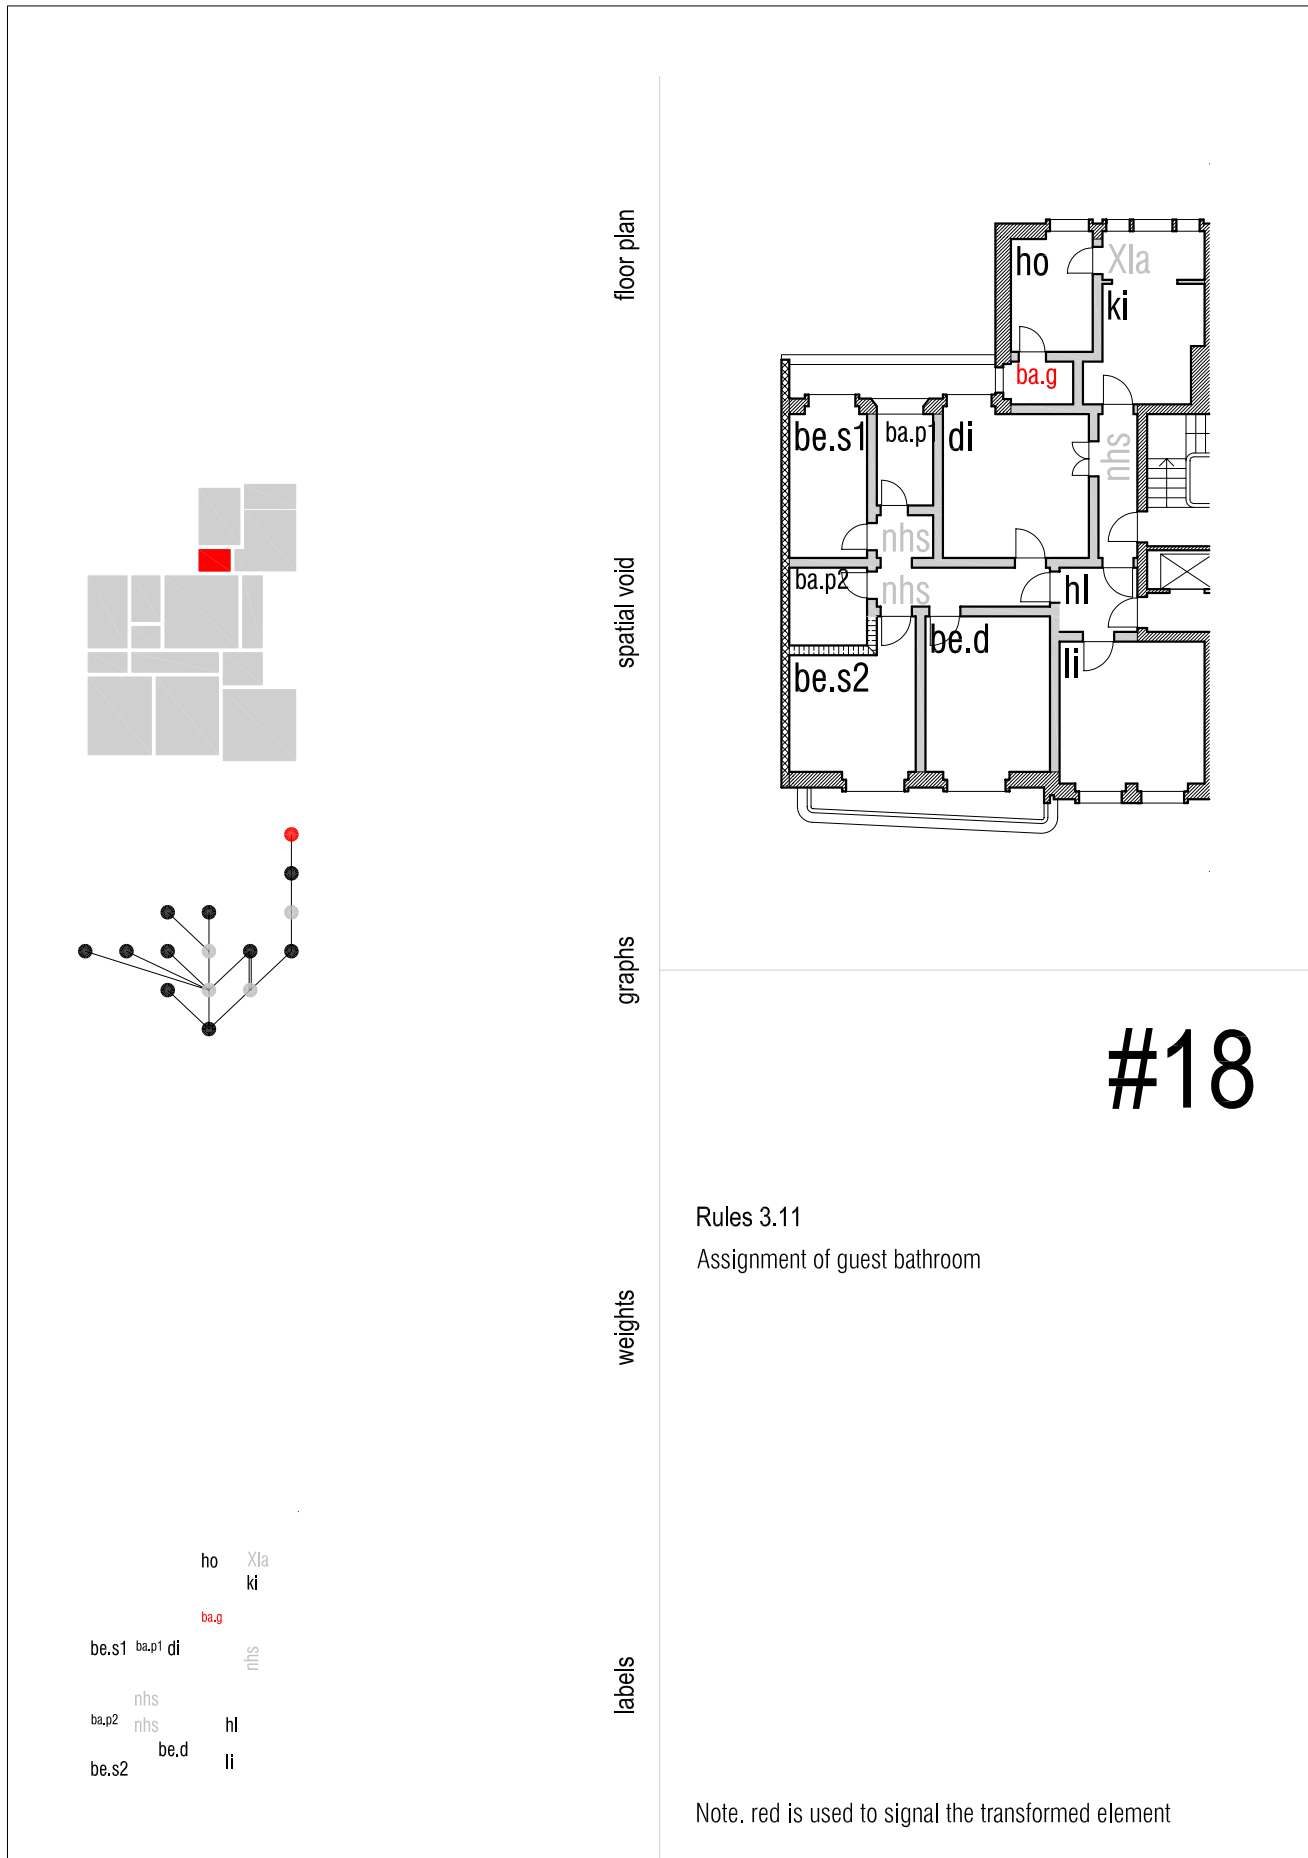 floor plan
spatial void
graphs
weights
labels
ho
Xla
ki
ba.g
be.s1
ba.p1
di
nhs
nhs
ba.p2
nhs
hl
be.d
be.s2
li
#18
Rules 3.11
Assignment of guest bathroom
ho
Xla
ki
ba.g
be.s1
ba.p1
di
nhs
nhs
ba.p2
nhs
hl
be.d
li
be.s2
Note. red is used to signal the transformed element